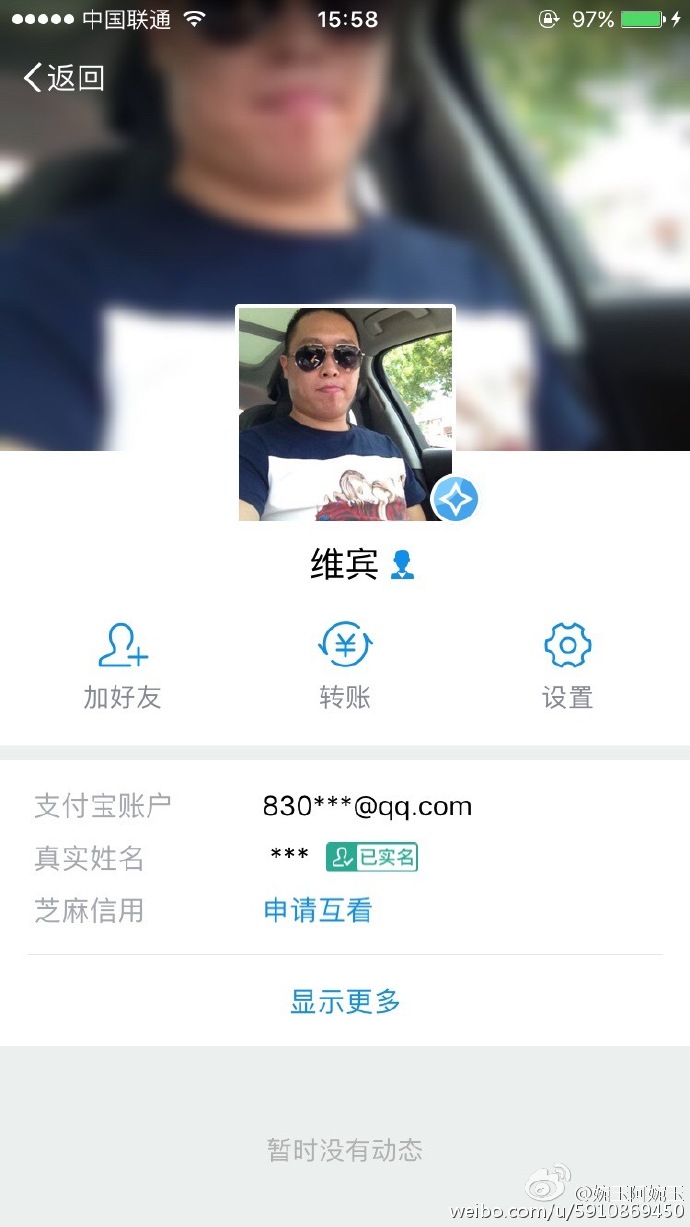 中国联通 15:58 97%
返回
维宾
加好友 转账 设置
支付宝账户 830***@qq.com
真实姓名 *** 已实名
芝麻信用 申请互看
显示更多
暂时没有动态
@婉玉阿婉玉
weibo.com/u/5910869450